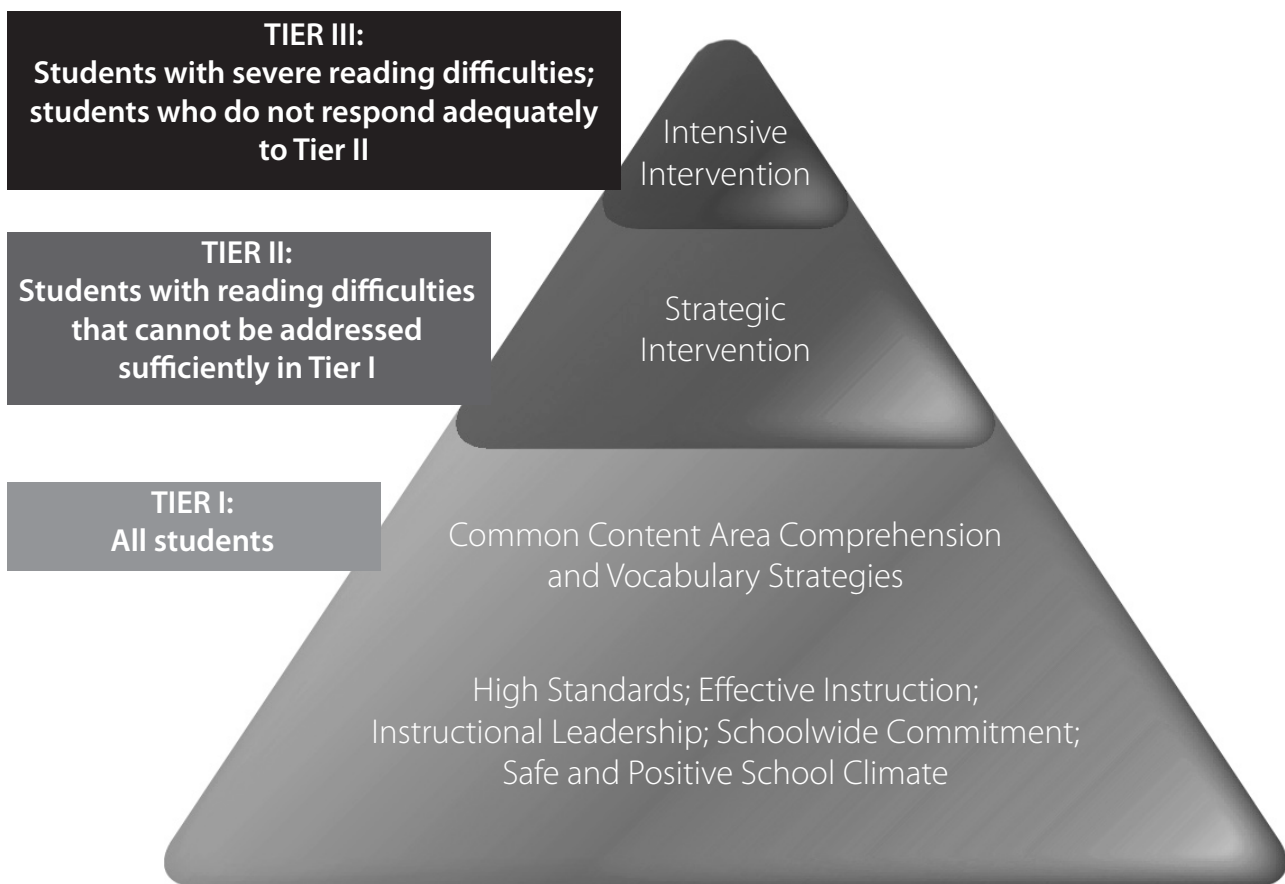 TIER III:
Students with severe reading difficulties;
students who do not respond adequately
to Tier II
Intensive
Intervention
TIER II:
Students with reading difficulties
that cannot be addressed
sufficiently in Tier I
Strategic
Intervention
TIER I:
All students
Common Content Area Comprehension
and Vocabulary Strategies
High Standards; Effective Instruction;
Instructional Leadership; Schoolwide Commitment;
Safe and Positive School Climate